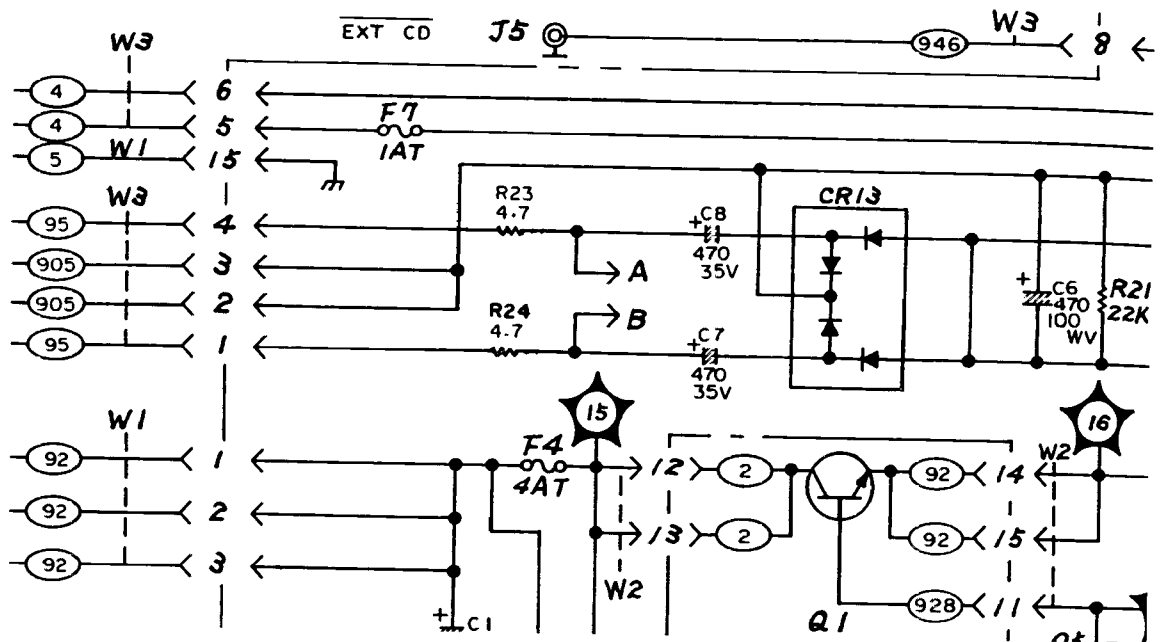 EXT CD
J5
946
W3
8
W3
4
6
4
5
F7
1AT
5
W1
15
W3
95
4
R23
4.7
+
C8
470
35V
CR13
905
3
A
905
2
R24
4.7
B
+
C7
470
35V
+
C6
470
100
WV
R21
22K
95
1
15
16
W1
92
1
F4
4AT
12
2
92
14
W2
92
2
13
2
92
15
92
3
W2
+
C1
Q1
928
11